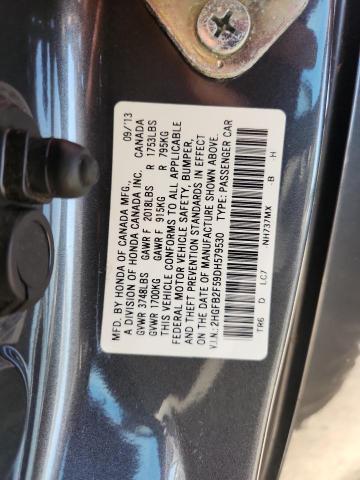 MFD. BY HONDA OF CANADA MFG. 09/13
A DIVISION OF HONDA CANADA INC. CANADA
GVWR 3748LBS GAWR F 2018LBS R 1753LBS
GVWR 1700KG GAWR F 915KG R 795KG
THIS VEHICLE CONFORMS TO ALL APPLICABLE
FEDERAL MOTOR VEHICLE SAFETY, BUMPER,
AND THEFT PREVENTION STANDARDS IN EFFECT
ON THE DATE OF MANUFACTURE SHOWN ABOVE.
V.I.N.: 2HGFB2F59DH579530 TYPE: PASSENGER CAR
TR6 D LC7 NH737MX -B -H